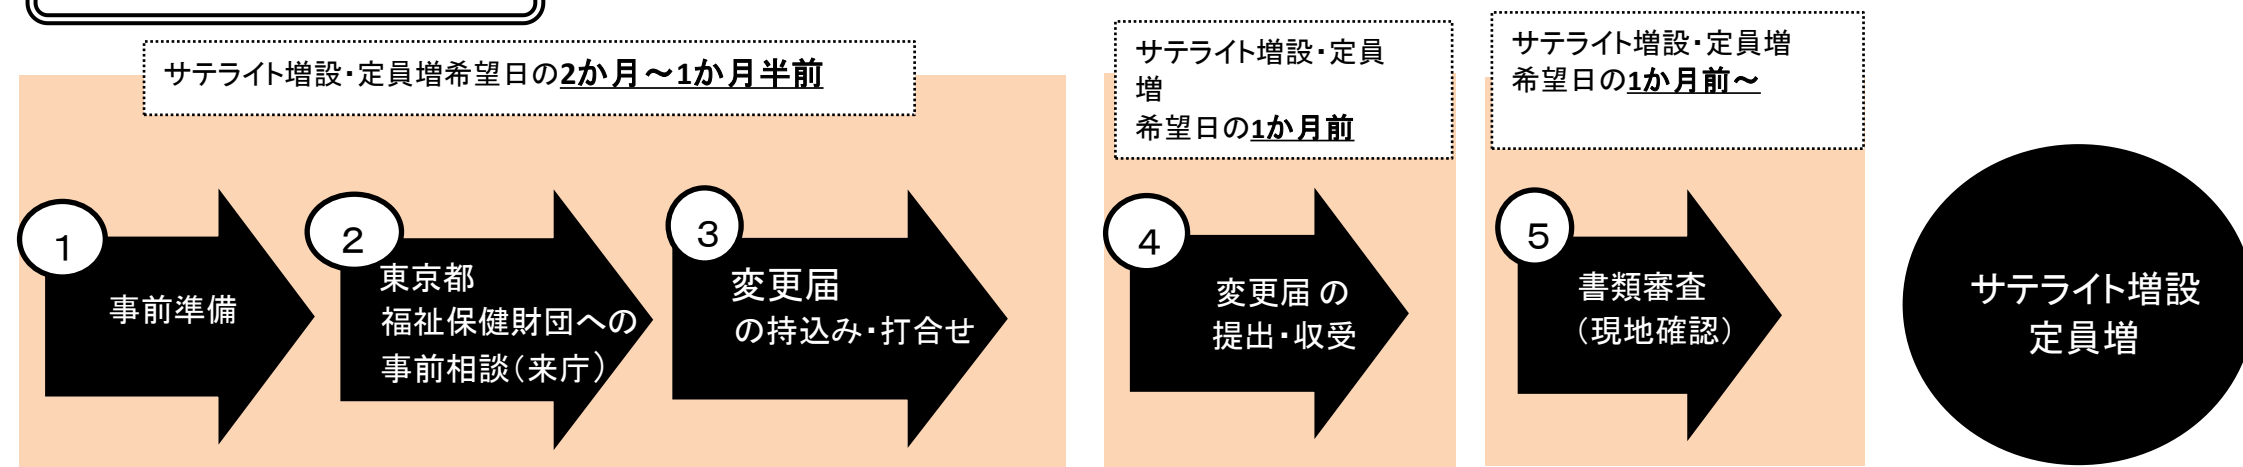 サテライト増設・定員増希望日の2か月～1か月半前
サテライト増設・定員
増
希望日の1か月前
サテライト増設・定員増
希望日の1か月前～
1
事前準備
2
東京都
福祉保健財団への
事前相談（来庁）
3
変更届
の持込み・打合せ
4
変更届 の
提出・収受
5
書類審査
（現地確認）
サテライト増設
定員増